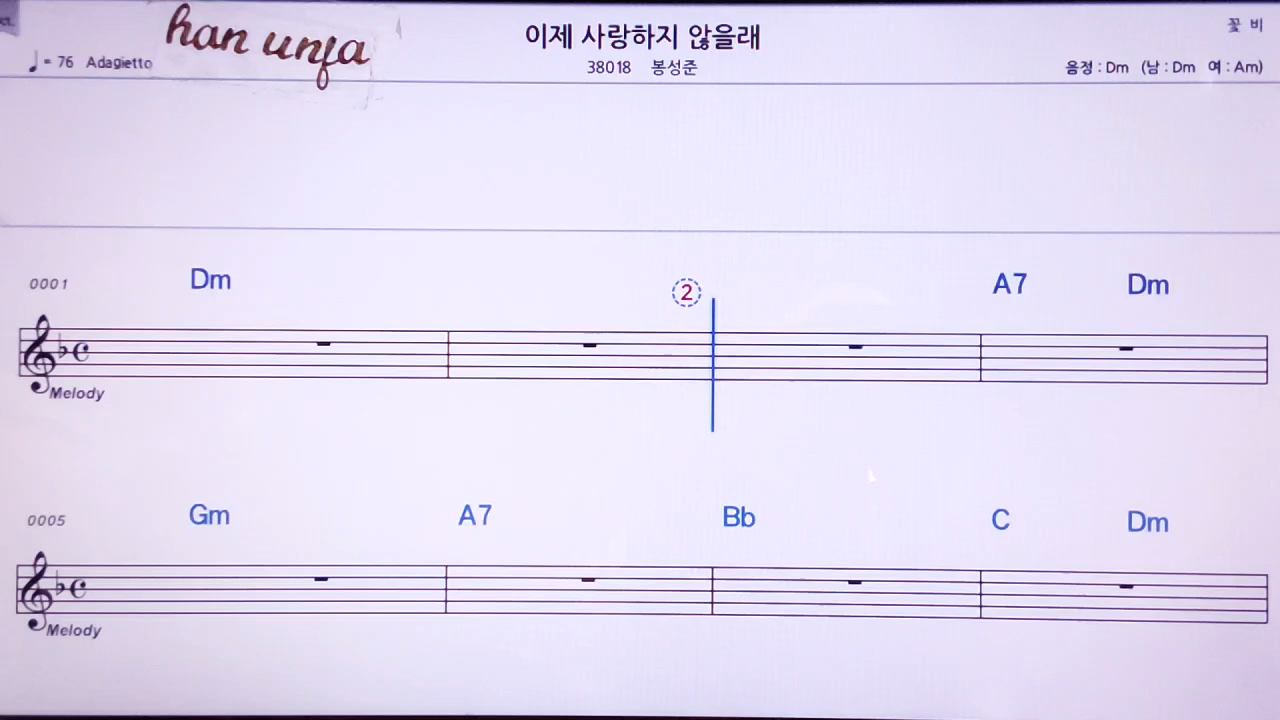 han unfa
이제 사랑하지 않을래
꽃 비
♩= 76 Adagietto
38018 봉성준
음정 : Dm (남 : Dm 여 : Am)
0001 Dm ② A7 Dm
Melody
0005 Gm A7 Bb C Dm
Melody